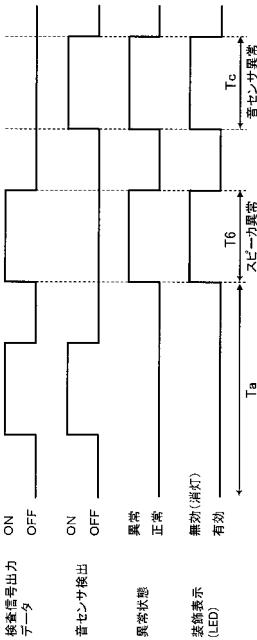 検査信号出力
データ
ON
OFF
音センサ検出
ON
OFF
異常状態
異常
正常
装飾表示
(LED)
無効(消灯)
有効
Ta
T6
スピーカ異常
Tc
音センサ異常